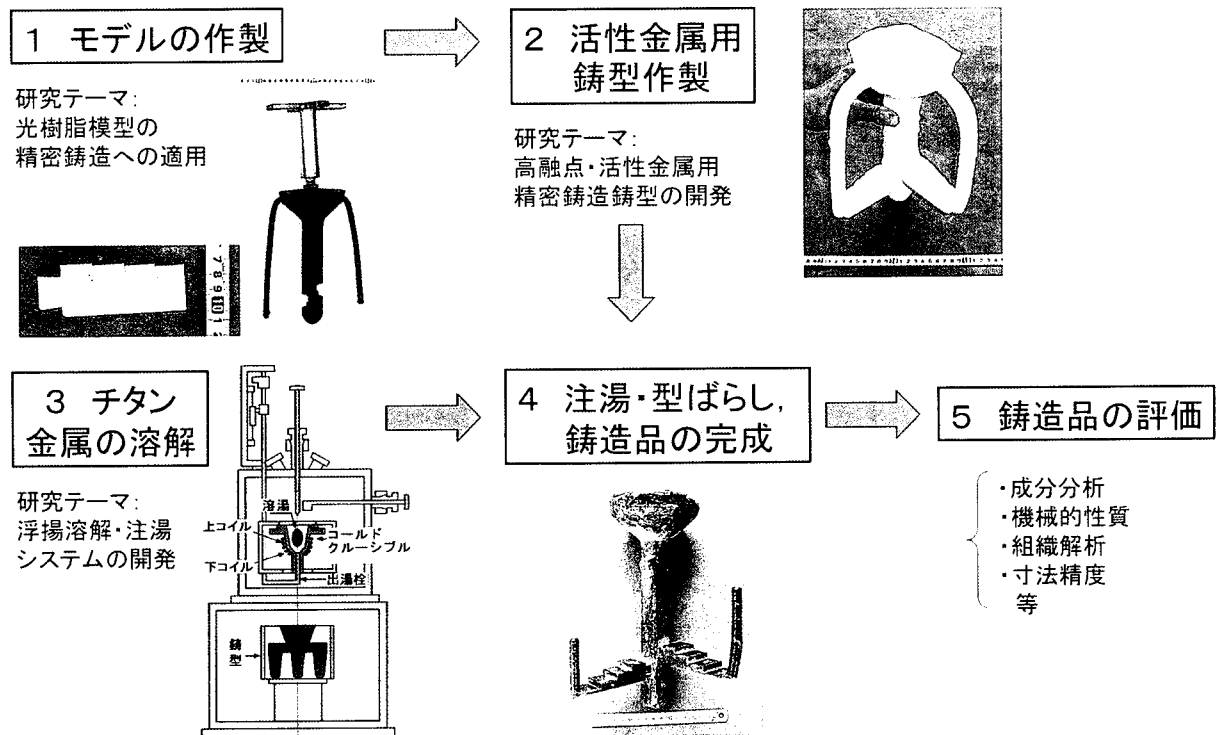 1 モデルの作製
研究テーマ:
光樹脂模型の
精密鋳造への適用
7 8 9 10 1 2
2 活性金属用
鋳型作製
研究テーマ:
高融点・活性金属用
精密鋳造鋳型の開発
3 チタン
金属の溶解
研究テーマ:
浮揚溶解・注湯
システムの開発
溶湯
上コイル
コールド
クルーシブル
下コイル
出湯栓
鋳
型
4 注湯・型ばらし,
鋳造品の完成
5 鋳造品の評価
・成分分析
・機械的性質
・組織解析
・寸法精度
等